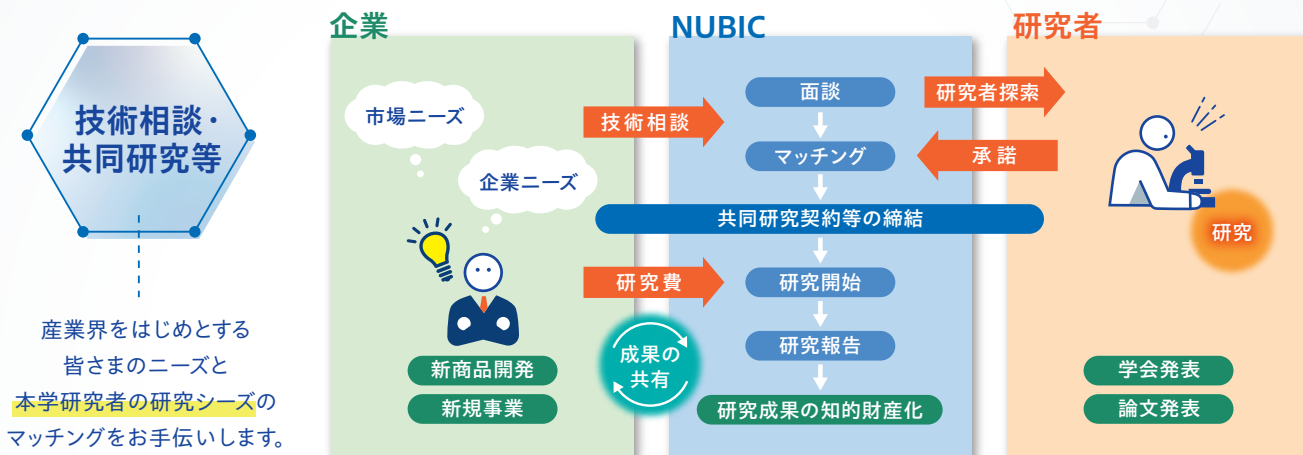 技術相談・
共同研究等
産業界をはじめとする
皆さまのニーズと
本学研究者の研究シーズの
マッチングをお手伝いします。
企業
市場ニーズ
企業ニーズ
新商品開発
新規事業
技術相談
研究費
成果の
共有
NUBIC
面談
マッチング
共同研究契約等の締結
研究開始
研究報告
研究成果の知的財産化
研究者探索
承諾
研究者
研究
学会発表
論文発表